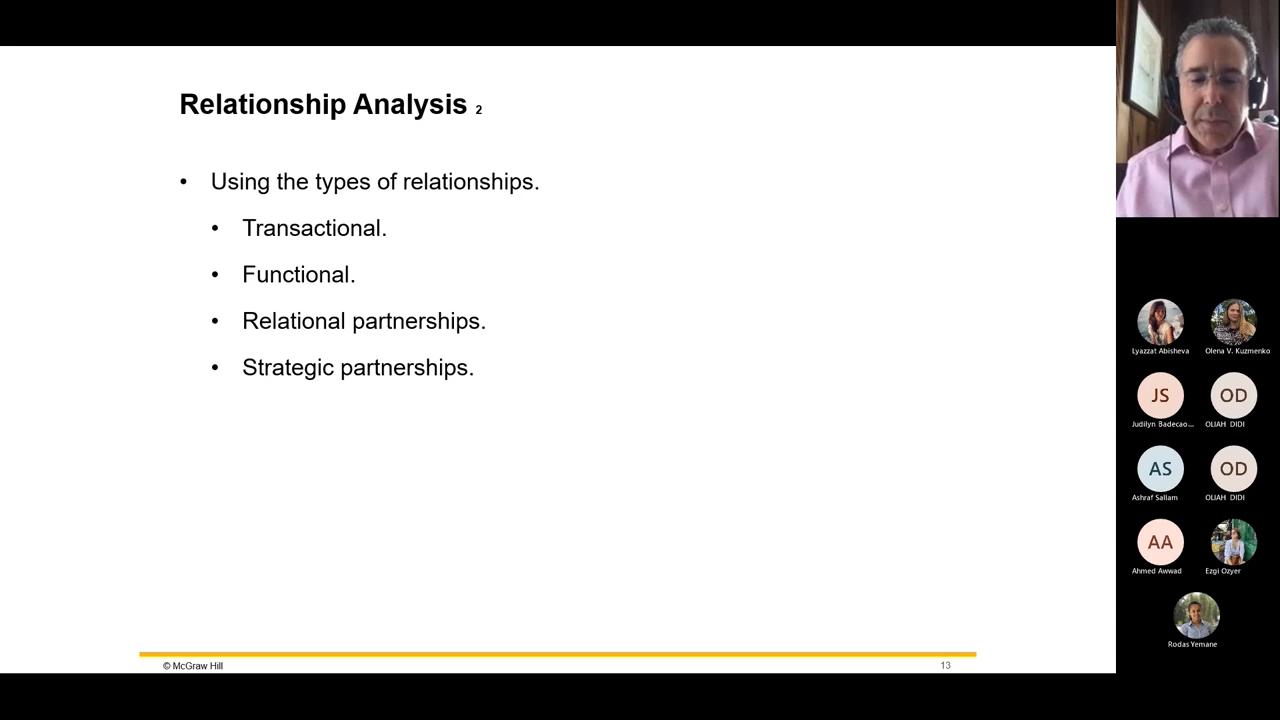 Relationship Analysis 2
• Using the types of relationships.
• Transactional.
• Functional.
• Relational partnerships.
• Strategic partnerships.
© McGraw Hill
13
Lyazzat Abisheva
Olena V. Kuzmenko
JS
OD
Judilyn Badecao...
OLIAH DIDI
AS
OD
Ashraf Sallam
OLIAH DIDI
AA
Ahmed Awwad
Ezgi Ozyer
Rodas Yemane